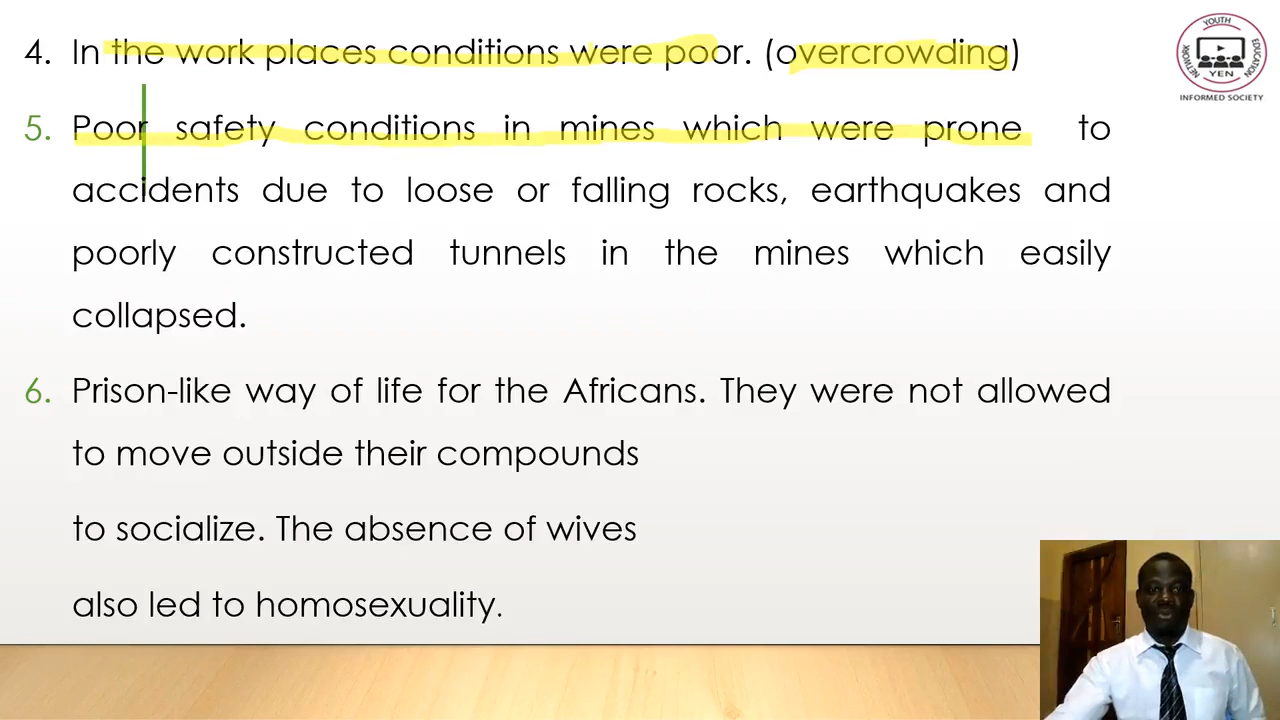 4. In the work places conditions were poor. (overcrowding)
5. Poor safety conditions in mines which were prone to
accidents due to loose or falling rocks, earthquakes and
poorly constructed tunnels in the mines which easily
collapsed.
6. Prison-like way of life for the Africans. They were not allowed
to move outside their compounds
to socialize. The absence of wives
also led to homosexuality.
YOUTH
EDUCATION
NETWORK
YEN
INFORMED SOCIETY